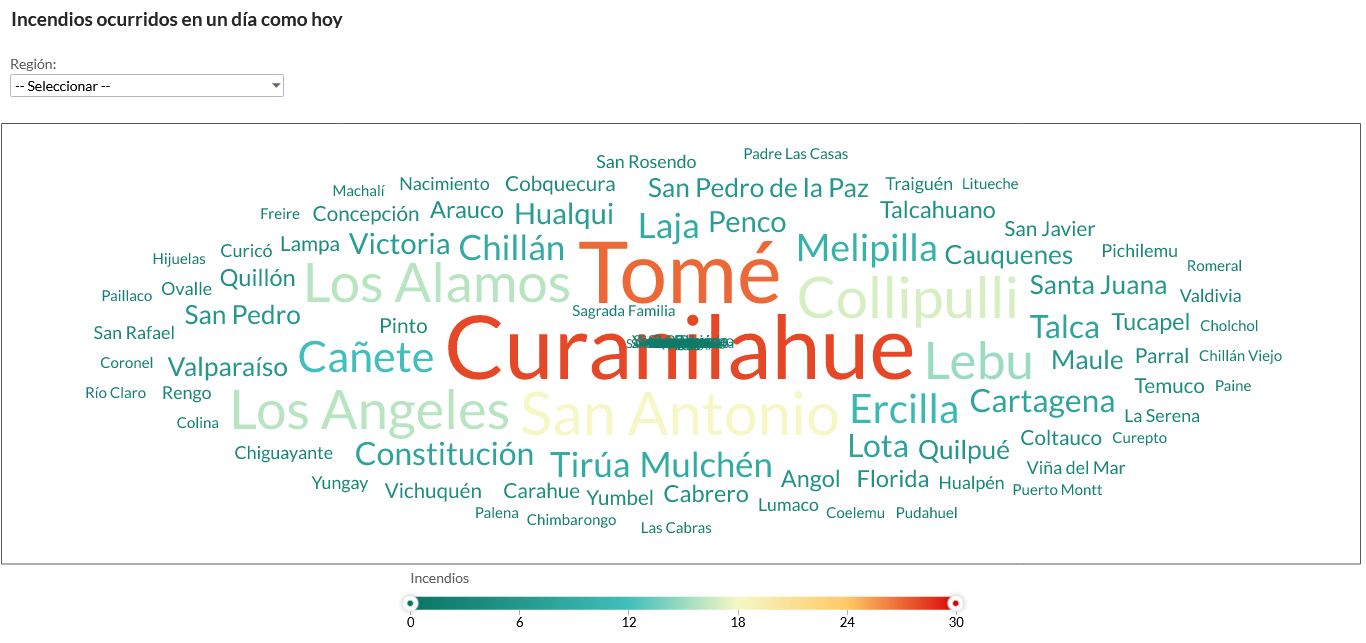 Incendios ocurridos en un día como hoy
Región:
-- Seleccionar --
San Rosendo Padre Las Casas
Machalí Nacimiento Cobquecura San Pedro de la Paz Traiguén Litueche
Freire Concepción Arauco Hualqui Laja Penco Talcahuano
San Javier
Hijuelas Curicó Lampa Victoria Chillán Tomé Melipilla Cauquenes Pichilemu
Romeral
Paillaco Ovalle Quillón Los Alamos Collipulli Santa Juana Valdivia
San Pedro Sagrada Familia
San Rafael Pinto Talca Tucapel Cholchol
Coronel Valparaíso Cañete Curanilahue Lebu Maule Parral Chillán Viejo
Río Claro Rengo Temuco Paine
Colina Los Angeles San Antonio Ercilla Cartagena La Serena
Chiguayante Constitución Lota Quilpué Coltauco Curepto
Tirúa Mulchén Viña del Mar
Yungay Vichuquén Carahue Yumbel Cabrero Angol Florida Hualpén Puerto Montt
Palena Chimbarongo Las Cabras Lumaco Coelemu Pudahuel
Incendios
0 6 12 18 24 30